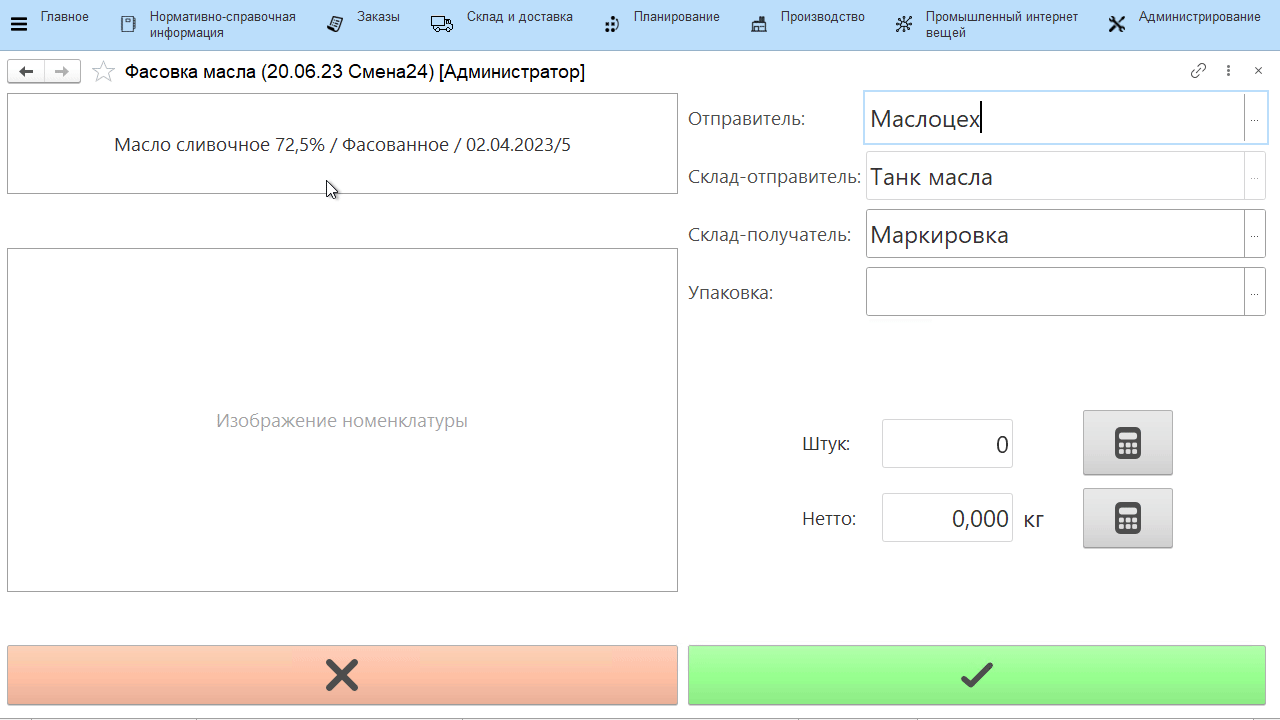 Главное
Нормативно-справочная
информация
Заказы
Склад и доставка
Планирование
Производство
Промышленный интернет
вещей
Администрирование
Фасовка масла (20.06.23 Смена24) [Администратор]
Масло сливочное 72,5% / Фасованное / 02.04.2023/5
Отправитель: Маслоцех ...
Склад-отправитель: Танк масла ...
Склад-получатель: Маркировка ...
Упаковка: ...
Изображение номенклатуры
Штук: 0
Нетто: 0,000 кг